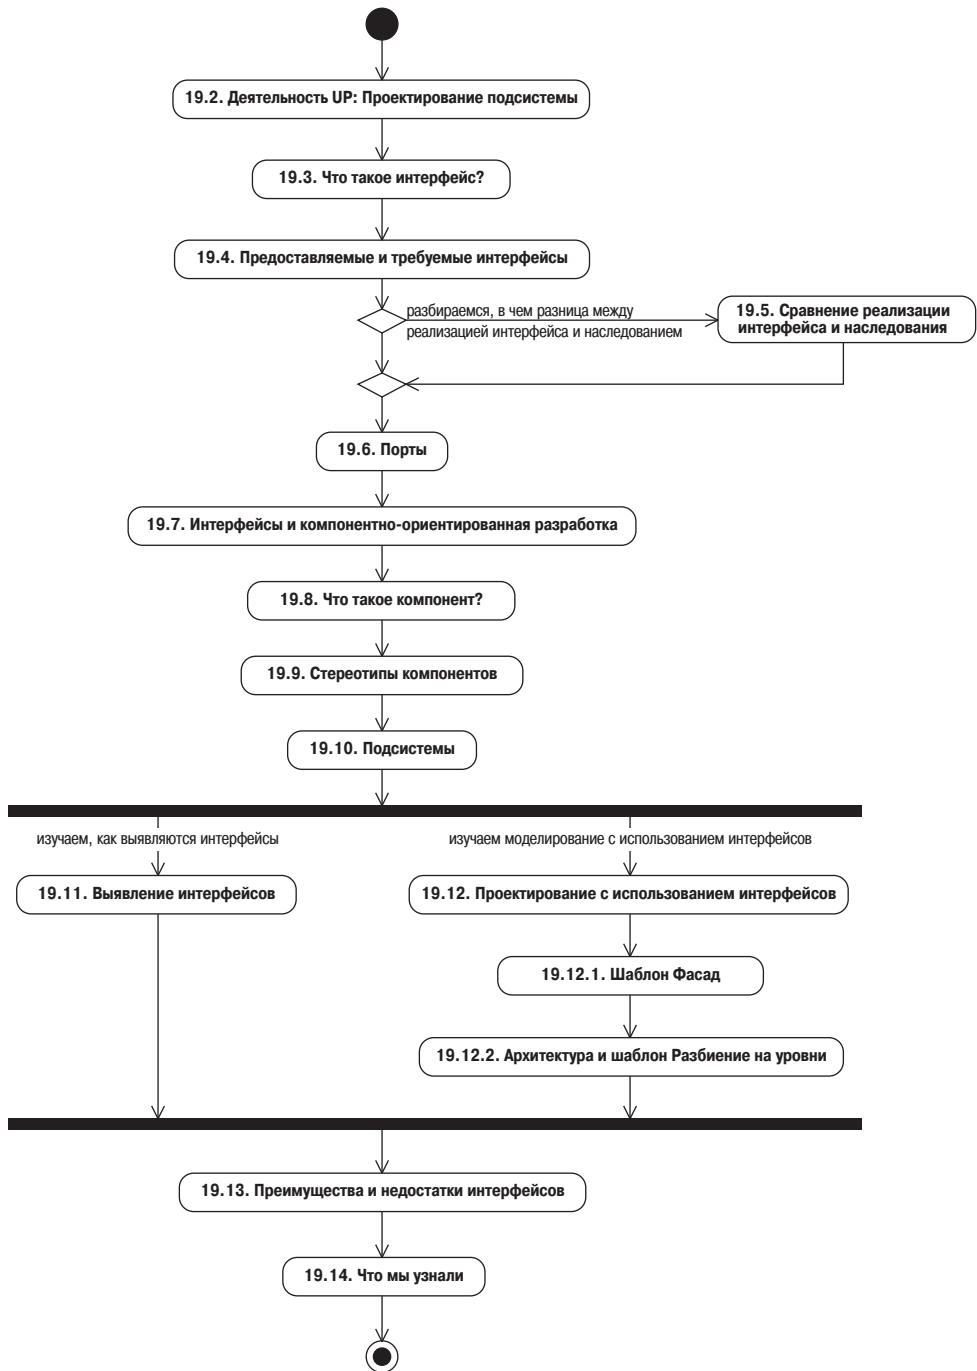 19.2. Деятельность UP: Проектирование подсистемы
19.3. Что такое интерфейс?
19.4. Предоставляемые и требуемые интерфейсы
разбираемся, в чем разница между
реализацией интерфейса и наследованием
19.5. Сравнение реализации
интерфейса и наследования
19.6. Порты
19.7. Интерфейсы и компонентно-ориентированная разработка
19.8. Что такое компонент?
19.9. Стереотипы компонентов
19.10. Подсистемы
изучаем, как выявляются интерфейсы
изучаем моделирование с использованием интерфейсов
19.11. Выявление интерфейсов
19.12. Проектирование с использованием интерфейсов
19.12.1. Шаблон Фасад
19.12.2. Архитектура и шаблон Разбиение на уровни
19.13. Преимущества и недостатки интерфейсов
19.14. Что мы узнали